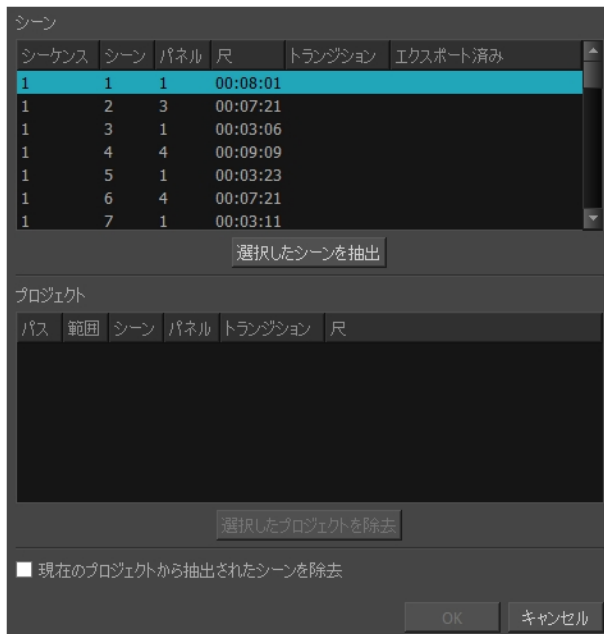 シーン
シーケンス シーン パネル 尺 トランジション エクスポート済み
1 1 1 00:08:01
1 2 3 00:07:21
1 3 1 00:03:06
1 4 4 00:09:09
1 5 1 00:03:23
1 6 4 00:07:21
1 7 1 00:03:11
選択したシーンを抽出
プロジェクト
パス 範囲 シーン パネル トランジション 尺
選択したプロジェクトを除去
現在のプロジェクトから抽出されたシーンを除去
OK キャンセル